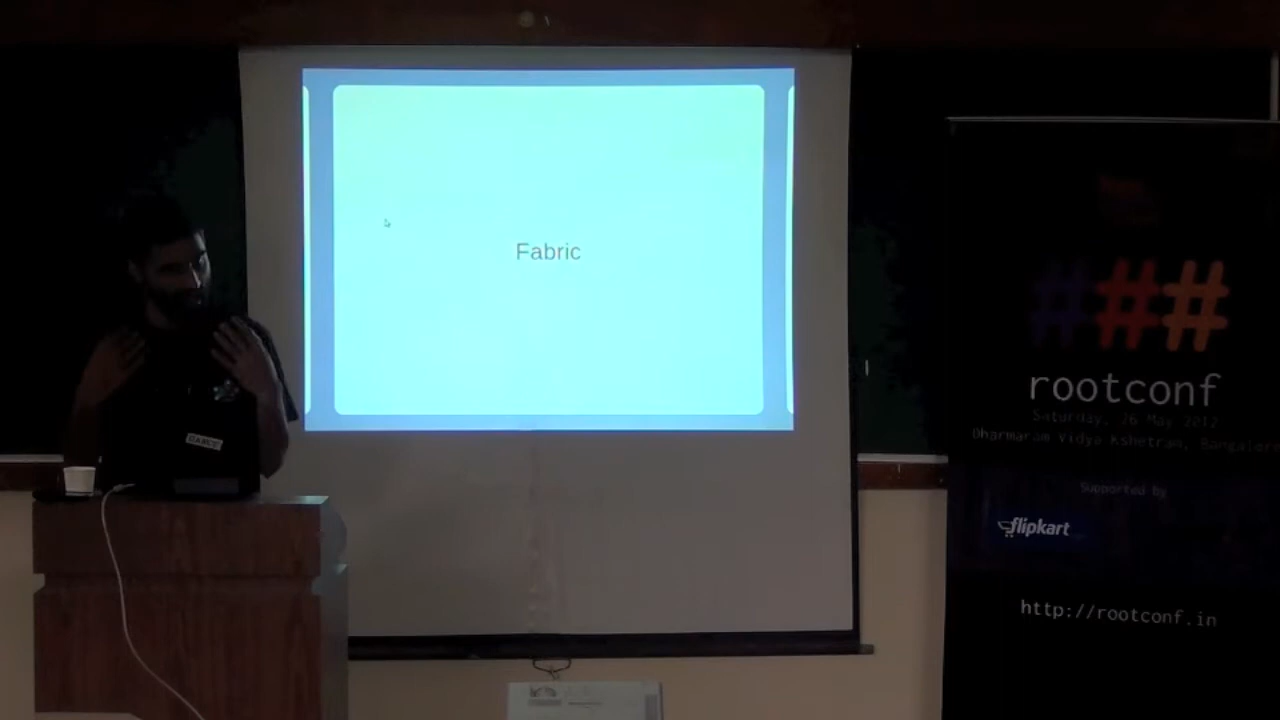 Fabric
###
rootconf
Saturday, 26 May 2012
Dharmaram Vidya Kshetram, Bangalore
Supported by
flipkart
http://rootconf.in